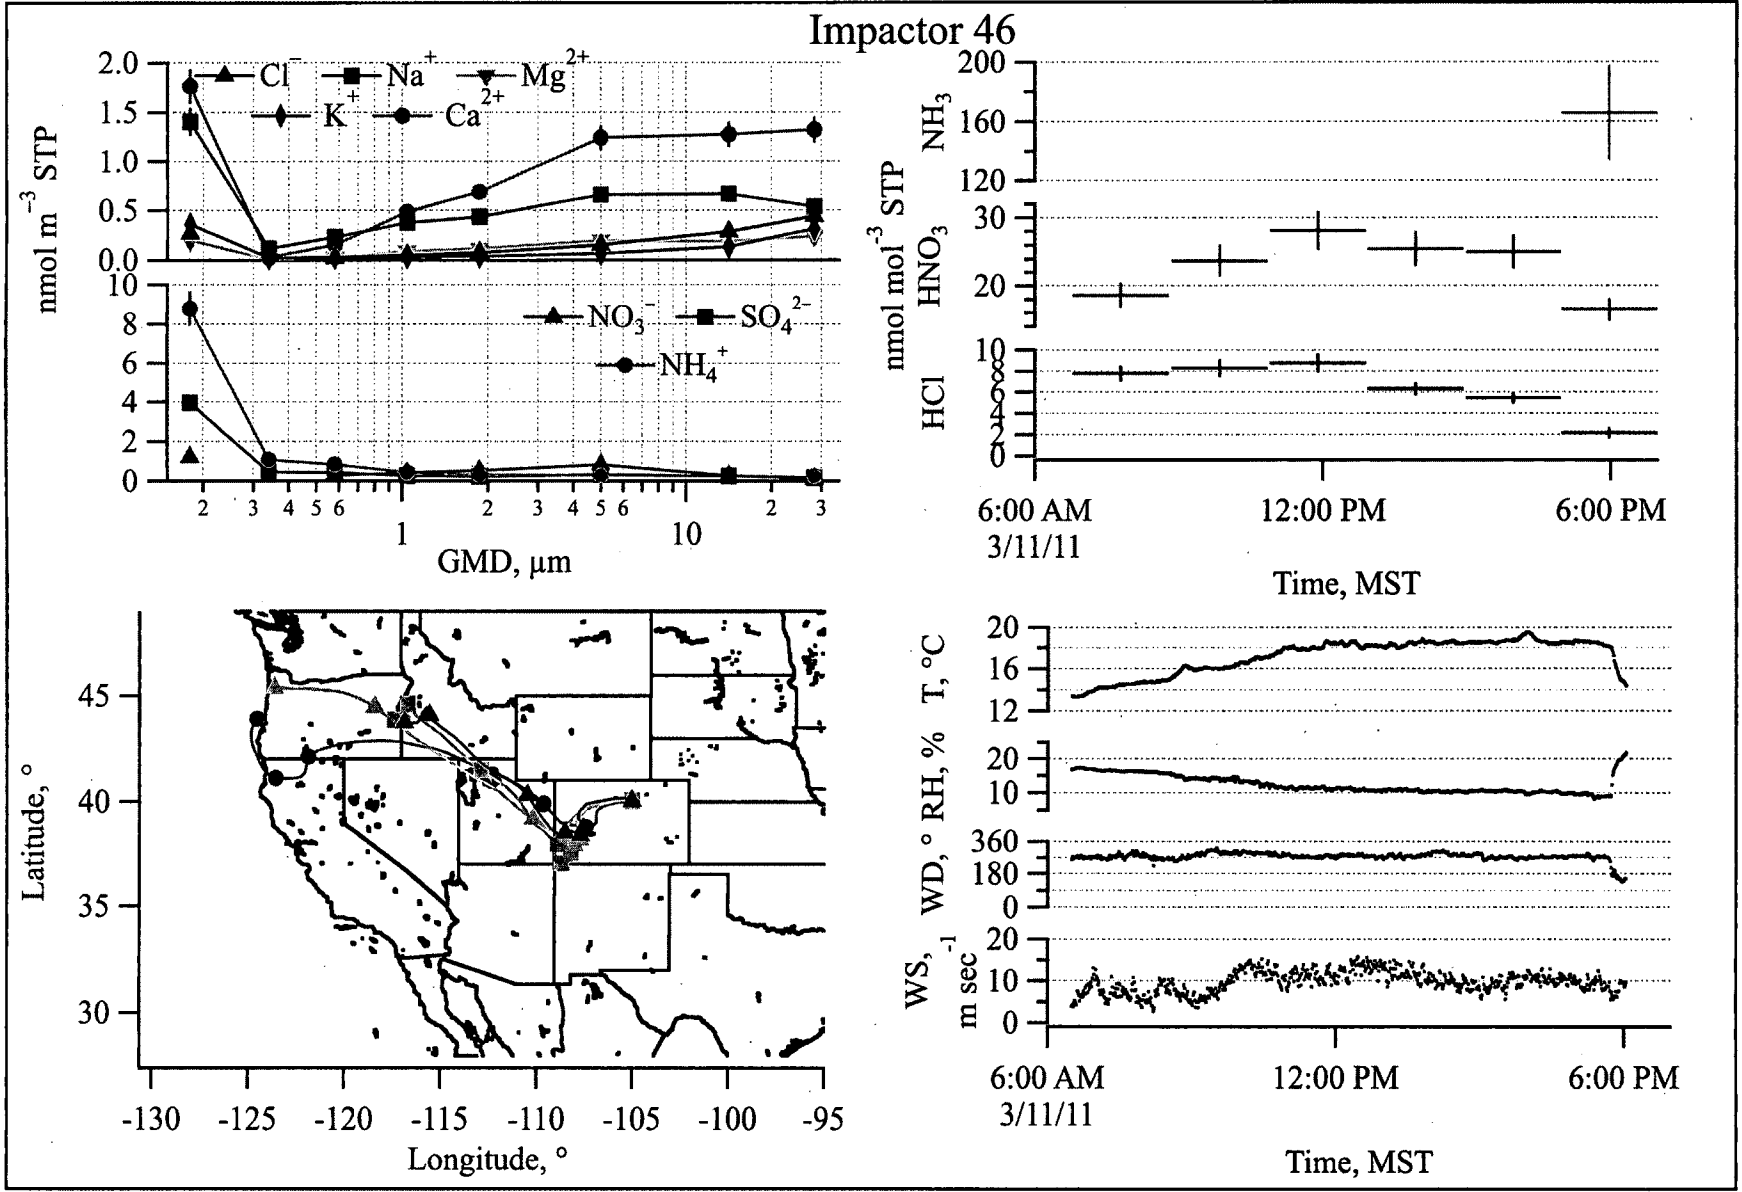 Impactor 46
2.0
1.5
1.0
0.5
0.0
Cl⁻ Na⁺ Mg²⁺
K⁺ Ca²⁺
nmol m⁻³ STP
10
8
6
4
2
0
NO₃⁻ SO₄²⁻
NH₄⁺
2 3 4 5 6 2 3 4 5 6 2 3
1 10
GMD, µm
200
160
120
NH₃
30
20
HNO₃
nmol mol⁻³ STP
10
8
6
4
2
0
HCl
6:00 AM 12:00 PM 6:00 PM
3/11/11
Time, MST
45
40
35
30
Latitude, °
-130 -125 -120 -115 -110 -105 -100 -95
Longitude, °
20
16
12
T, °C
20
10
RH, %
360
180
0
WD, °
20
10
0
WS,
m sec⁻¹
6:00 AM 12:00 PM 6:00 PM
3/11/11
Time, MST